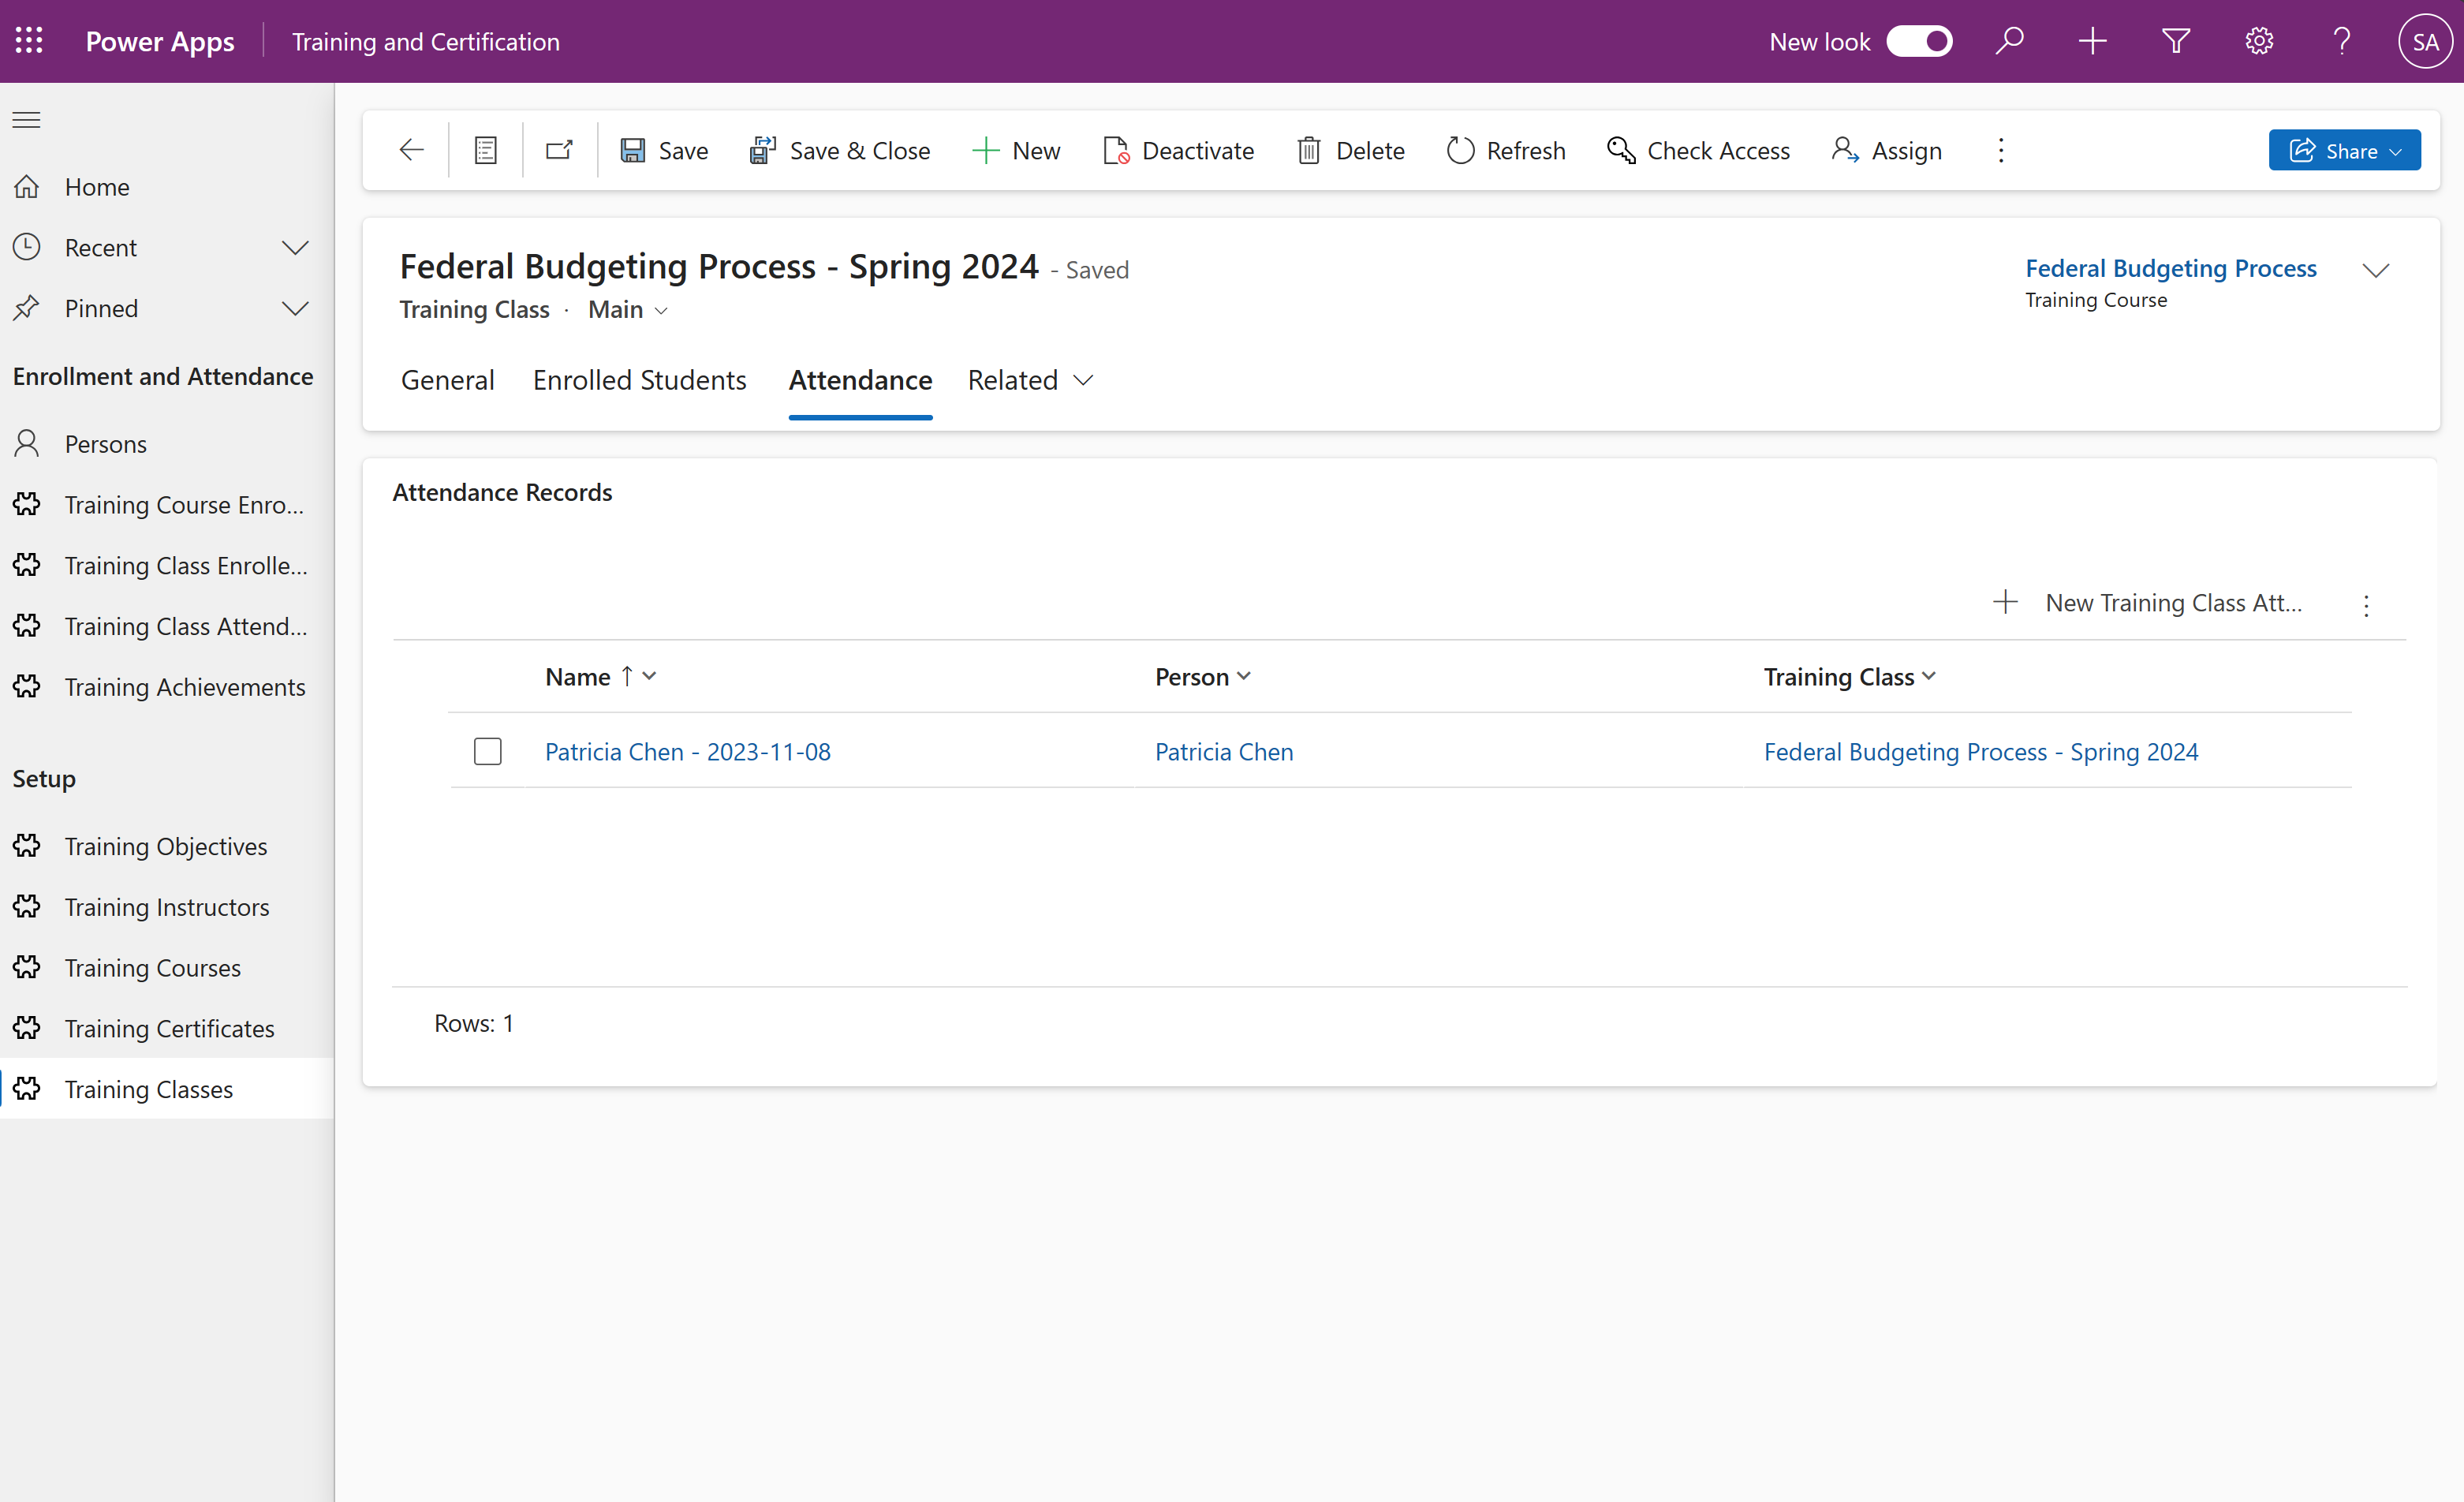 Power Apps
Training and Certification
New look
SA
Home
Recent
Pinned
Enrollment and Attendance
Persons
Training Course Enro...
Training Class Enrolle...
Training Class Attend...
Training Achievements
Setup
Training Objectives
Training Instructors
Training Courses
Training Certificates
Training Classes
Save
Save & Close
New
Deactivate
Delete
Refresh
Check Access
Assign
Share
Federal Budgeting Process - Spring 2024 - Saved
Training Class · Main
Federal Budgeting Process
Training Course
General
Enrolled Students
Attendance
Related
Attendance Records
New Training Class Att...
Name ↑
Person
Training Class
Patricia Chen - 2023-11-08
Patricia Chen
Federal Budgeting Process - Spring 2024
Rows: 1